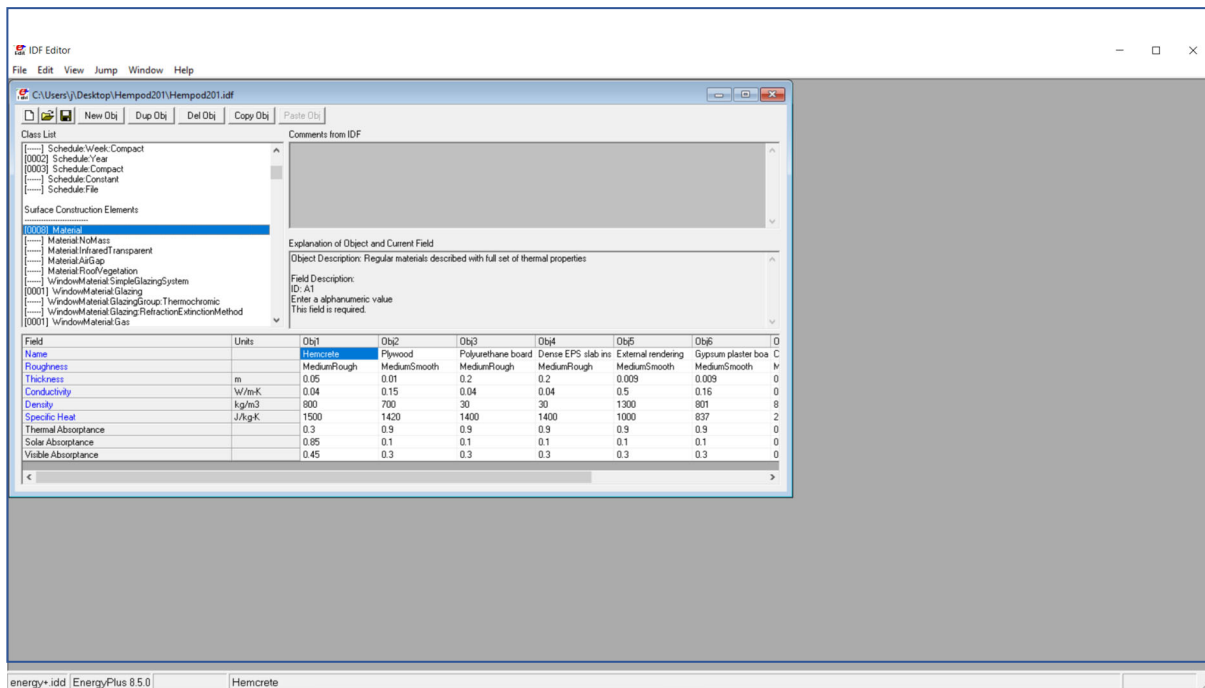 IDF Editor
File Edit View Jump Window Help
C:\Users\j\Desktop\Hempod201\Hempod201.idf
New Obj Dup Obj Del Obj Copy Obj Paste Obj
Class List
[------] Schedule:Week:Compact
[0002] Schedule:Year
[0003] Schedule:Compact
[------] Schedule:Constant
[------] Schedule:File
Surface Construction Elements
-------------------------
[0008] Material
[------] Material:NoMass
[------] Material:InfraredTransparent
[------] Material:AirGap
[------] Material:RoofVegetation
[------] WindowMaterial:SimpleGlazingSystem
[0001] WindowMaterial:Glazing
[------] WindowMaterial:GlazingGroup:Thermochromic
[------] WindowMaterial:Glazing:RefractionExtinctionMethod
[0001] WindowMaterial:Gas
Comments from IDF
Explanation of Object and Current Field
Object Description: Regular materials described with full set of thermal properties
Field Description:
ID: A1
Enter a alphanumeric value
This field is required.
Field Units Obj1 Obj2 Obj3 Obj4 Obj5 Obj6 O
Name Hemcrete Plywood Polyurethane board Dense EPS slab ins External rendering Gypsum plaster boa C
Roughness MediumRough MediumSmooth MediumRough MediumRough MediumSmooth MediumSmooth M
Thickness m 0.05 0.01 0.2 0.2 0.009 0.009 0
Conductivity W/m-K 0.04 0.15 0.04 0.04 0.5 0.16 0
Density kg/m3 800 700 30 30 1300 801 8
Specific Heat J/kg-K 1500 1420 1400 1400 1000 837 2
Thermal Absorptance 0.3 0.9 0.9 0.9 0.9 0.9 0
Solar Absorptance 0.85 0.1 0.1 0.1 0.1 0.1 0
Visible Absorptance 0.45 0.3 0.3 0.3 0.3 0.3 0
energy+.idd EnergyPlus 8.5.0 Hemcrete